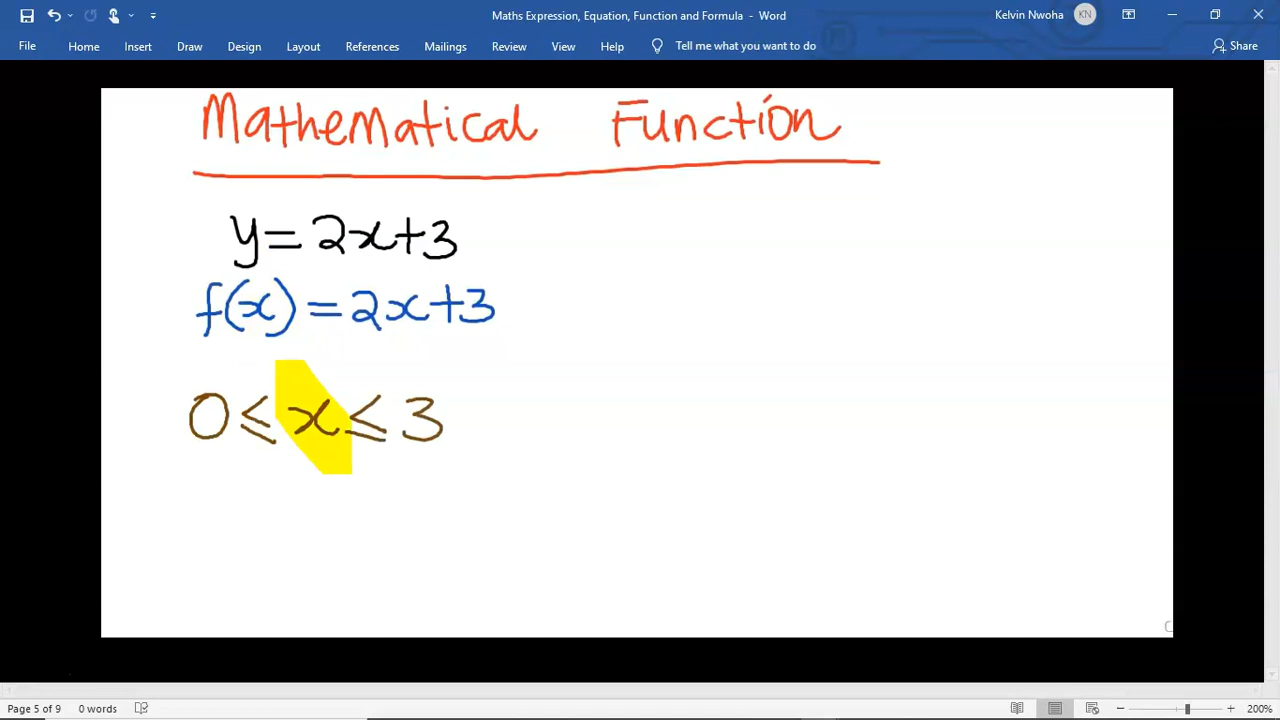 Maths Expression, Equation, Function and Formula - Word
Kelvin Nwoha KN
File Home Insert Draw Design Layout References Mailings Review View Help Tell me what you want to do Share
Mathematical Function
y=2x+3
f(x)=2x+3
0≤x≤3
Page 5 of 9 0 words 200%